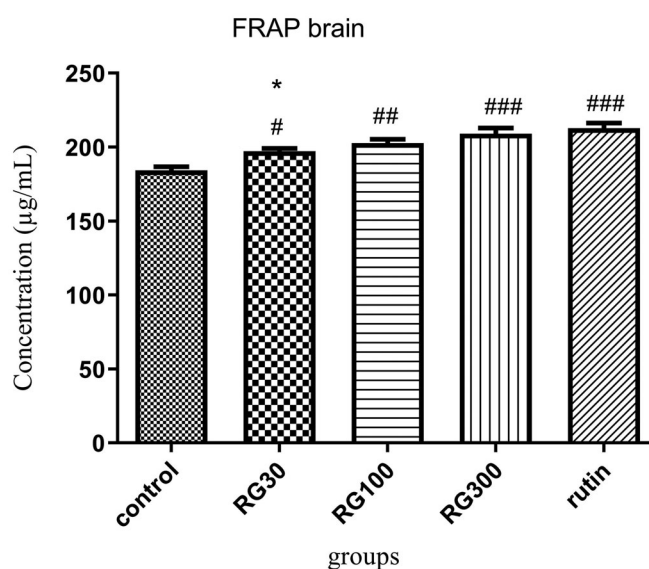 FRAP brain
Concentration (µg/mL)
250
200
150
100
50
0
*
#
##
###
###
control
RG30
RG100
RG300
rutin
groups